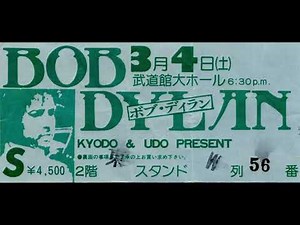 BOB 3月4日(土)
武道館大ホール 6:30p.m.
DYLAN
ボブ・ディラン
KYODO & UDO PRESENT
S ¥4,500 2階 スタンド 列 56 番